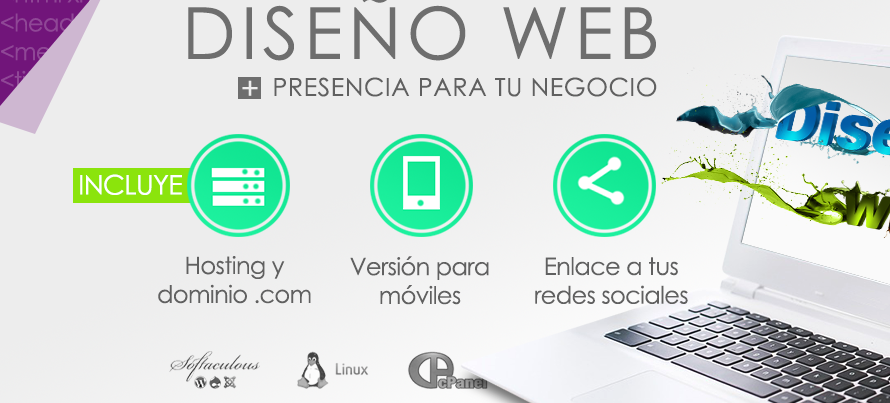 <head
<me
<ti
DISEÑO WEB
+ PRESENCIA PARA TU NEGOCIO
INCLUYE
Hosting y
dominio .com
Versión para
móviles
Enlace a tus
redes sociales
Dise
We
Softaculous
Linux
cPanel